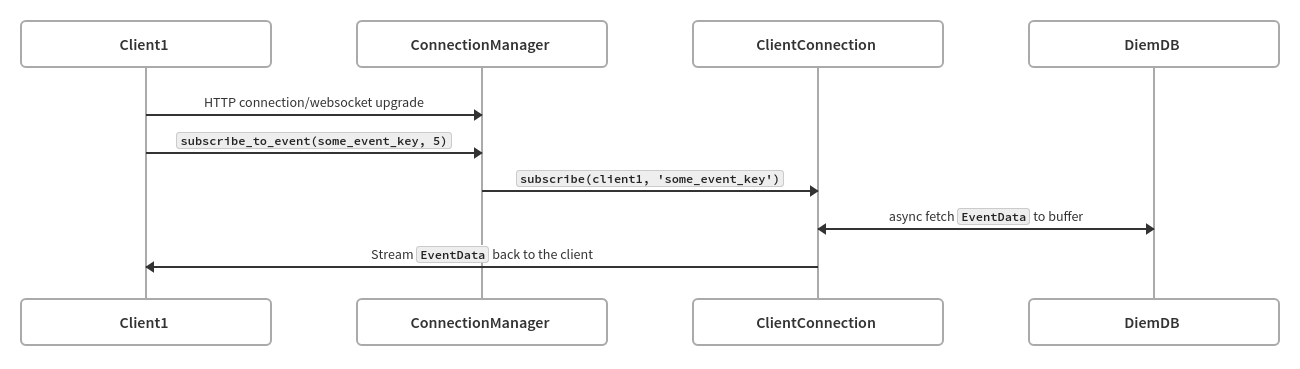 Client1
ConnectionManager
ClientConnection
DiemDB
HTTP connection/websocket upgrade
subscribe_to_event(some_event_key, 5)
subscribe(client1, 'some_event_key')
async fetch EventData to buffer
Stream EventData back to the client
Client1
ConnectionManager
ClientConnection
DiemDB